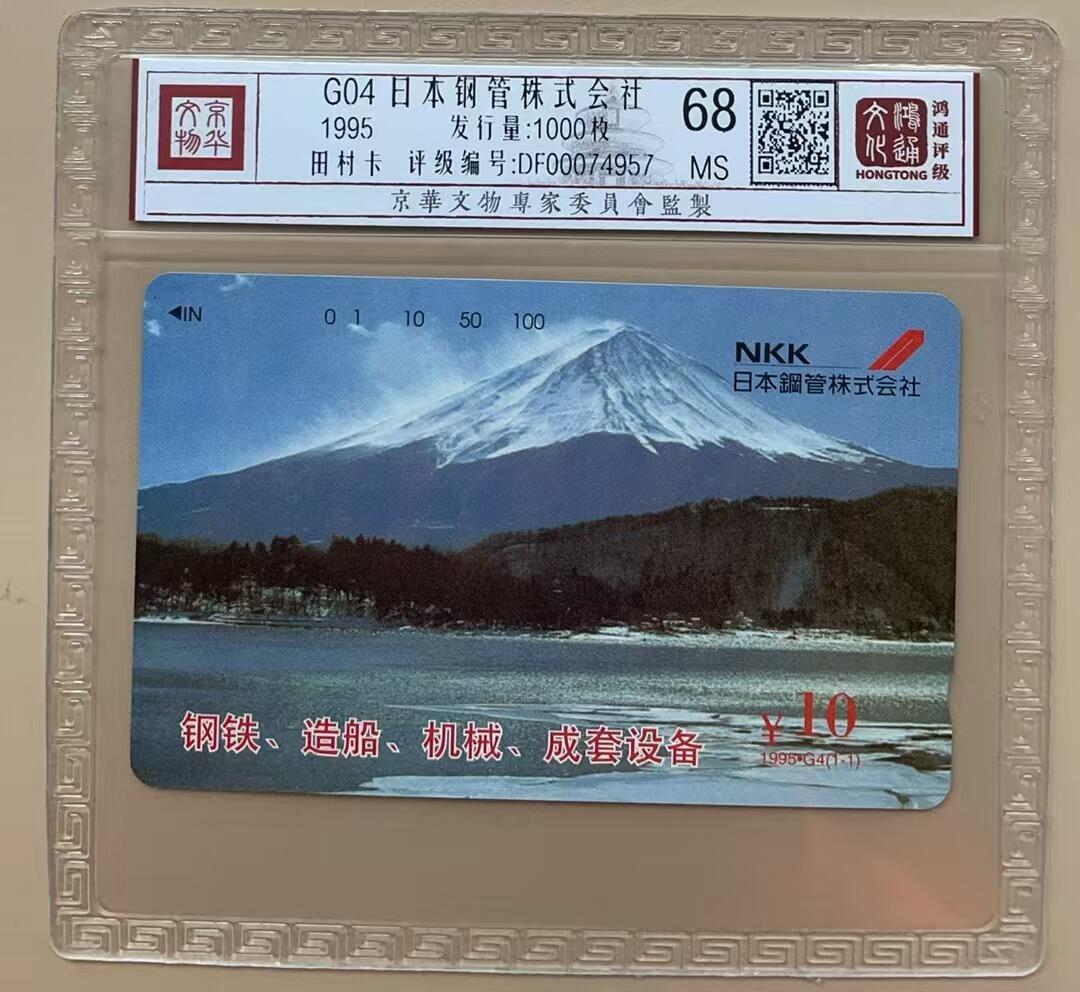 京华文物
G04 日本钢管株式会社
1995 发行量:1000枚
田村卡 评级编号:DF00074957
68
MS
鸿通文化
HONGTONG
鸿通评级
京華文物專家委員會監製
◀IN 0 1 10 50 100
NKK
日本鋼管株式会社
钢铁、造船、机械、成套设备
¥10
1995•G4(1-1)